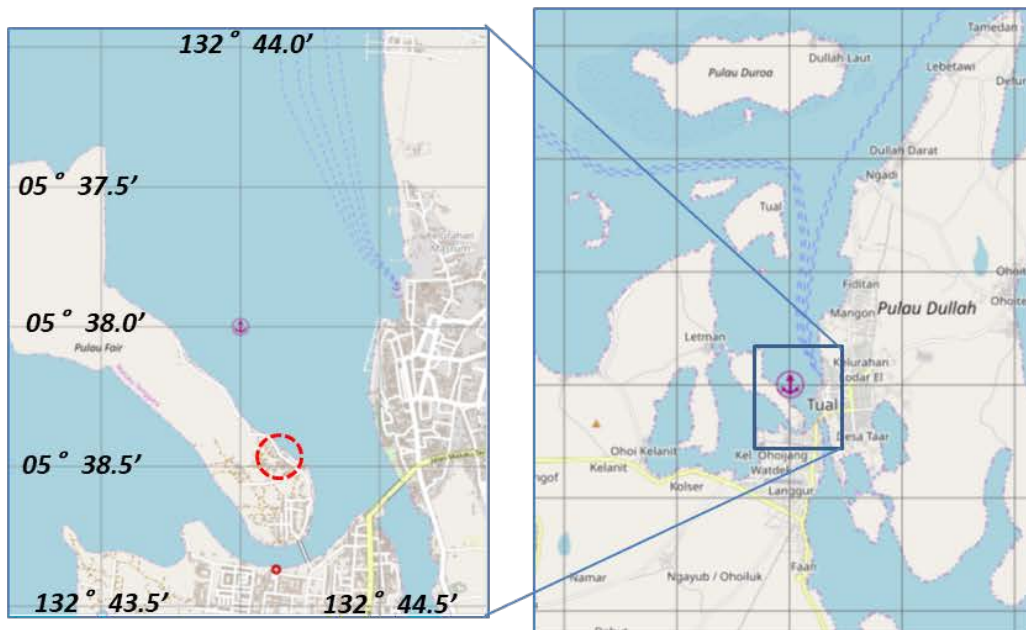 132° 44.0'
05° 37.5'
05° 38.0'
Pulau Fair
05° 38.5'
132° 43.5'
132° 44.5'
Tamedan
Dullah Laut
Pulau Duroa
Lebetawi
Dullah Darat
Ngadi
Tual
Fiditan
Pulau Dullah
Mangon
Letman
Kelurahan
Lodar El
Tual
Desa Taar
Ohoi Kelanit
Kel. Ohoijang
Watdek
Kelanit
Kolser
Langgur
Faan
Namar
Ngayub / Ohoiluk